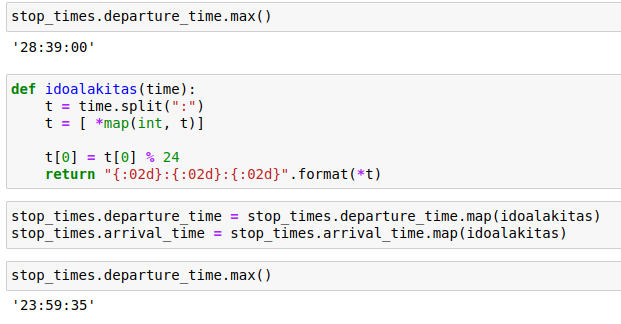 stop_times.departure_time.max()
'28:39:00'
def idoalakitas(time):
    t = time.split(":")
    t = [ *map(int, t)]
    t[0] = t[0] % 24
    return "{:02d}:{:02d}:{:02d}".format(*t)
stop_times.departure_time = stop_times.departure_time.map(idoalakitas)
stop_times.arrival_time = stop_times.arrival_time.map(idoalakitas)
stop_times.departure_time.max()
'23:59:35'